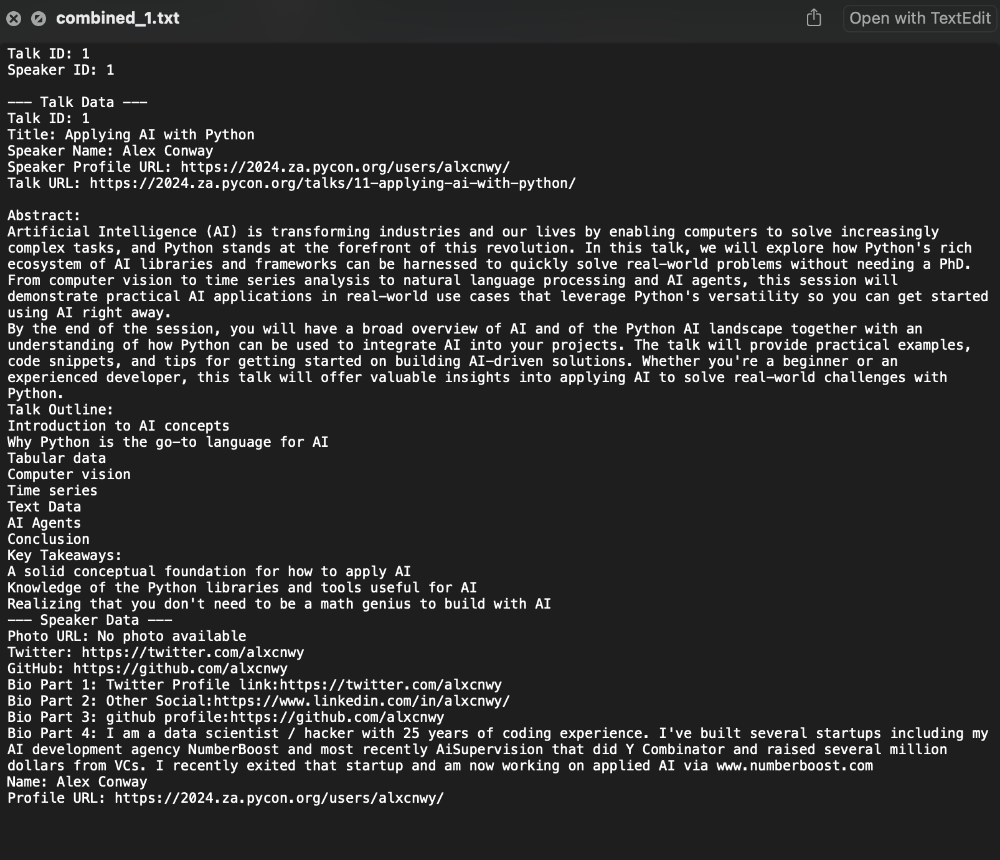 combined_1.txt
Open with TextEdit
Talk ID: 1
Speaker ID: 1
--- Talk Data ---
Talk ID: 1
Title: Applying AI with Python
Speaker Name: Alex Conway
Speaker Profile URL: https://2024.za.pycon.org/users/alxcnwy/
Talk URL: https://2024.za.pycon.org/talks/11-applying-ai-with-python/
Abstract:
Artificial Intelligence (AI) is transforming industries and our lives by enabling computers to solve increasingly
complex tasks, and Python stands at the forefront of this revolution. In this talk, we will explore how Python's rich
ecosystem of AI libraries and frameworks can be harnessed to quickly solve real-world problems without needing a PhD.
From computer vision to time series analysis to natural language processing and AI agents, this session will
demonstrate practical AI applications in real-world use cases that leverage Python's versatility so you can get started
using AI right away.
By the end of the session, you will have a broad overview of AI and of the Python AI landscape together with an
understanding of how Python can be used to integrate AI into your projects. The talk will provide practical examples,
code snippets, and tips for getting started on building AI-driven solutions. Whether you're a beginner or an
experienced developer, this talk will offer valuable insights into applying AI to solve real-world challenges with
Python.
Talk Outline:
Introduction to AI concepts
Why Python is the go-to language for AI
Tabular data
Computer vision
Time series
Text Data
AI Agents
Conclusion
Key Takeaways:
A solid conceptual foundation for how to apply AI
Knowledge of the Python libraries and tools useful for AI
Realizing that you don't need to be a math genius to build with AI
--- Speaker Data ---
Photo URL: No photo available
Twitter: https://twitter.com/alxcnwy
GitHub: https://github.com/alxcnwy
Bio Part 1: Twitter Profile link:https://twitter.com/alxcnwy
Bio Part 2: Other Social:https://www.linkedin.com/in/alxcnwy/
Bio Part 3: github profile:https://github.com/alxcnwy
Bio Part 4: I am a data scientist / hacker with 25 years of coding experience. I've built several startups including my
AI development agency NumberBoost and most recently AiSupervision that did Y Combinator and raised several million
dollars from VCs. I recently exited that startup and am now working on applied AI via www.numberboost.com
Name: Alex Conway
Profile URL: https://2024.za.pycon.org/users/alxcnwy/